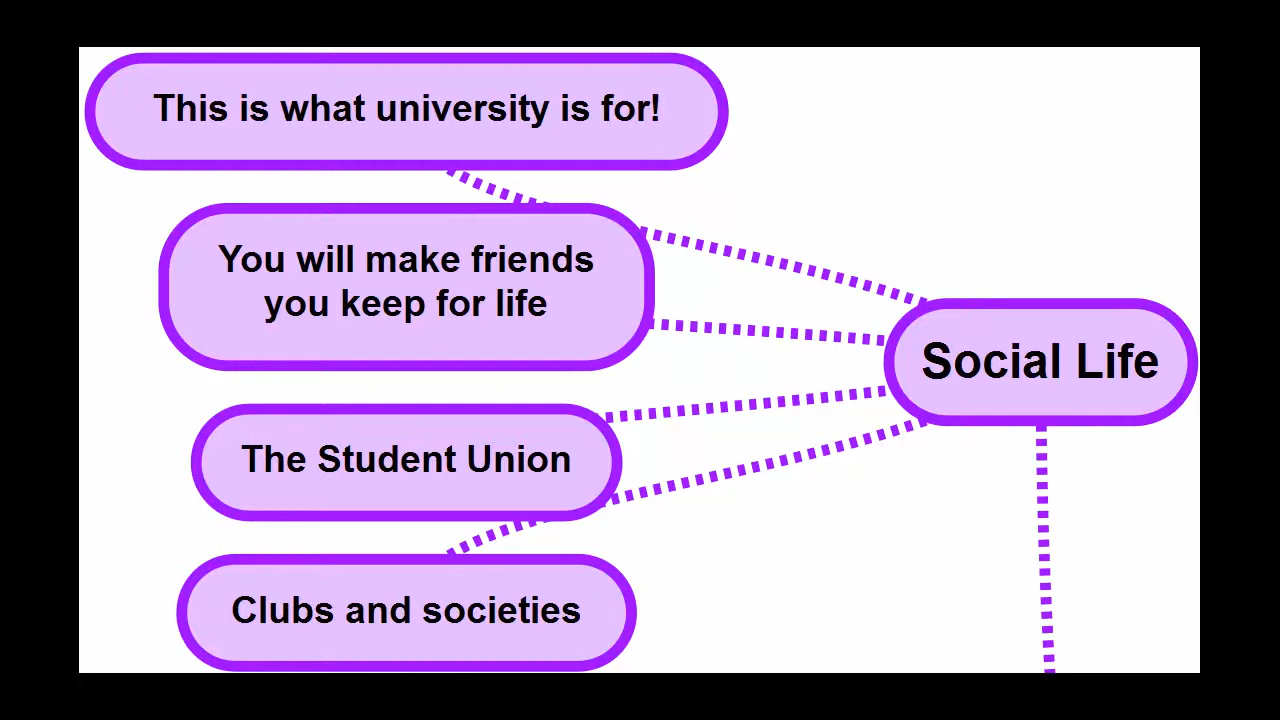 This is what university is for!
You will make friends
you keep for life
Social Life
The Student Union
Clubs and societies